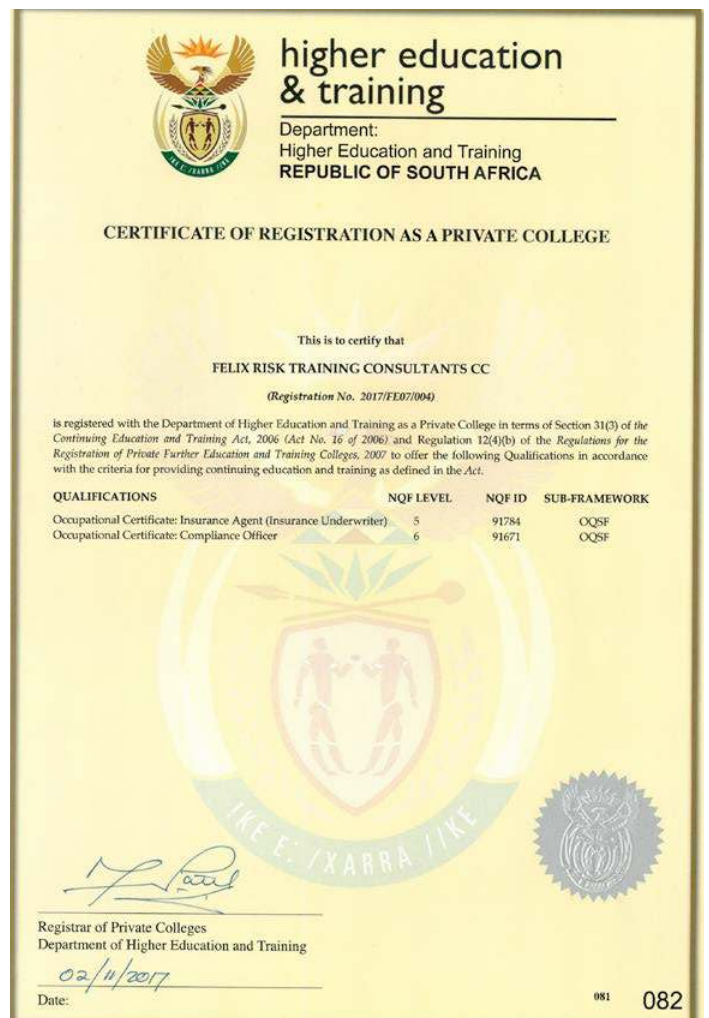 higher education
& training
Department:
Higher Education and Training
REPUBLIC OF SOUTH AFRICA
!KE E: /XARRA //KE
CERTIFICATE OF REGISTRATION AS A PRIVATE COLLEGE
This is to certify that
FELIX RISK TRAINING CONSULTANTS CC
(Registration No. 2017/FE07/004)
is registered with the Department of Higher Education and Training as a Private College in terms of Section 31(3) of the
Continuing Education and Training Act, 2006 (Act No. 16 of 2006) and Regulation 12(4)(b) of the Regulations for the
Registration of Private Further Education and Training Colleges, 2007 to offer the following Qualifications in accordance
with the criteria for providing continuing education and training as defined in the Act.
QUALIFICATIONS NQF LEVEL NQF ID SUB-FRAMEWORK
Occupational Certificate: Insurance Agent (Insurance Underwriter) 5 91784 OQSF
Occupational Certificate: Compliance Officer 6 91671 OQSF
!KE E: /XARRA //KE
Registrar of Private Colleges
Department of Higher Education and Training
02/11/2017
Date:
081 082